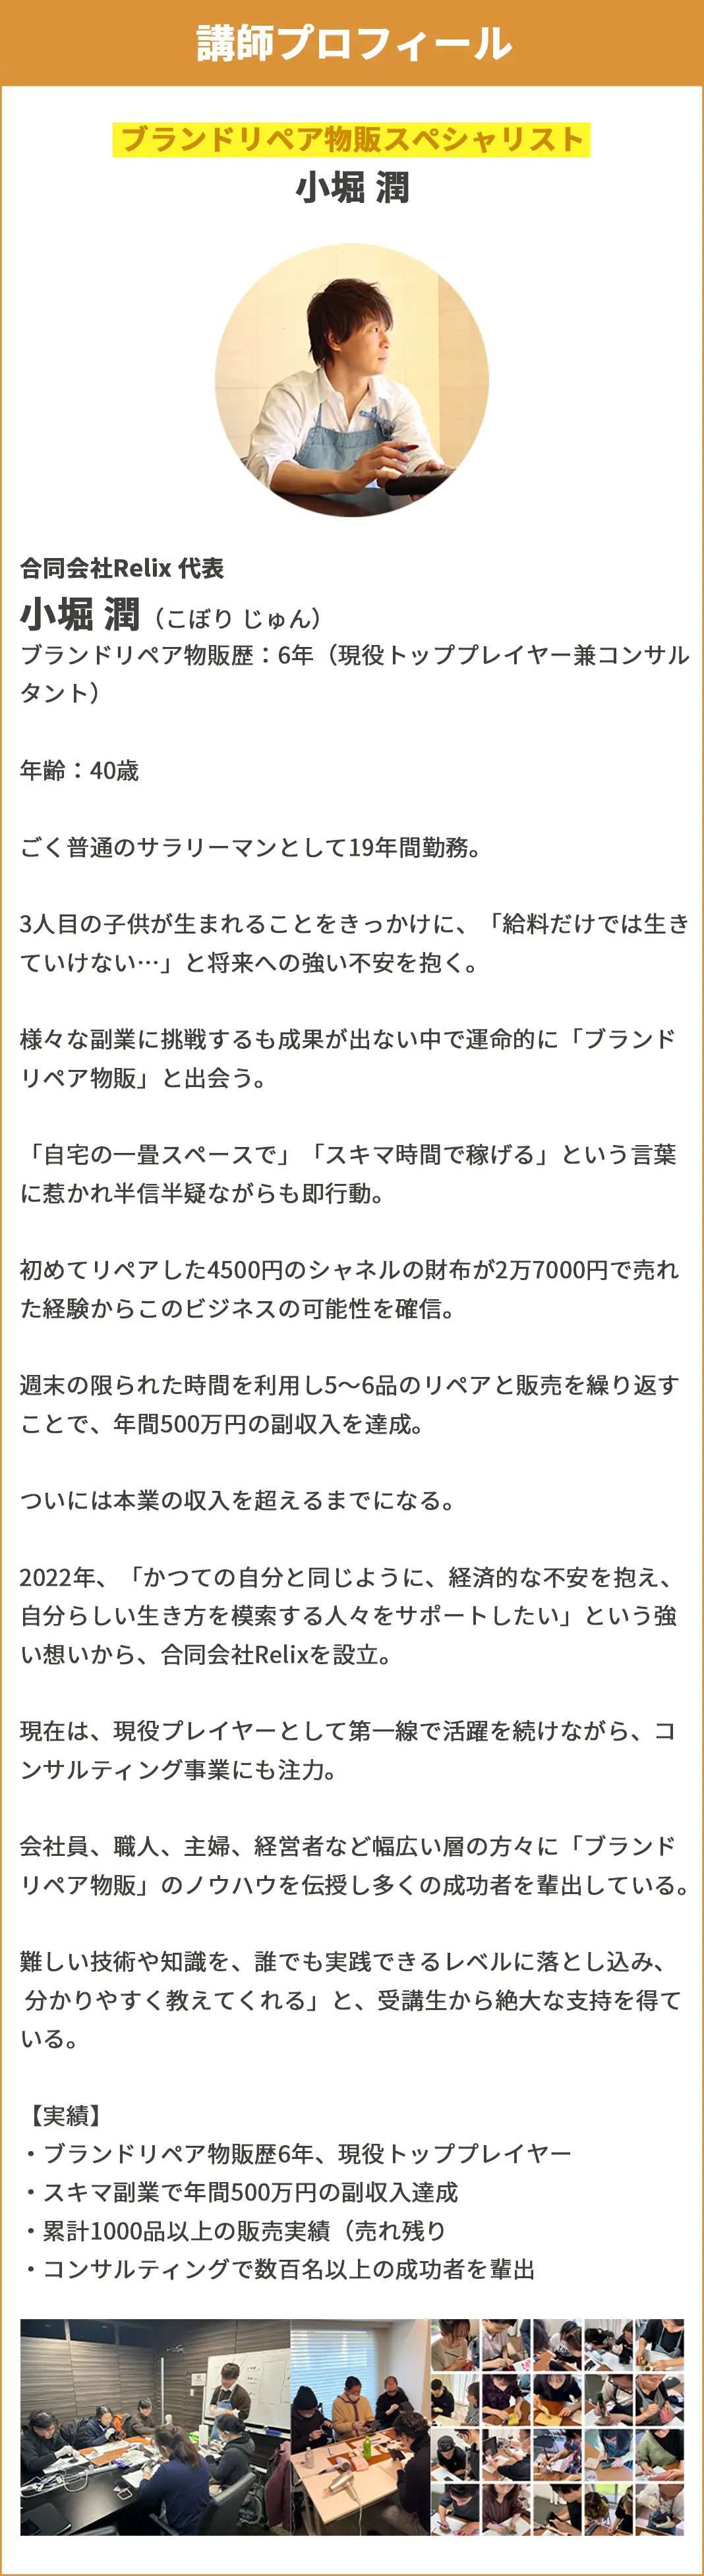 講師プロフィール
ブランドリペア物販スペシャリスト
小堀 潤
合同会社Relix 代表
小堀 潤（こぼり じゅん）
ブランドリペア物販歴：6年（現役トッププレイヤー兼コンサル
タント）
年齢：40歳
ごく普通のサラリーマンとして19年間勤務。
3人目の子供が生まれることをきっかけに、「給料だけでは生き
ていけない…」と将来への強い不安を抱く。
様々な副業に挑戦するも成果が出ない中で運命的に「ブランド
リペア物販」と出会う。
「自宅の一畳スペースで」「スキマ時間で稼げる」という言葉
に惹かれ半信半疑ながらも即行動。
初めてリペアした4500円のシャネルの財布が2万7000円で売れ
た経験からこのビジネスの可能性を確信。
週末の限られた時間を利用し5〜6品のリペアと販売を繰り返す
ことで、年間500万円の副収入を達成。
ついには本業の収入を超えるまでになる。
2022年、「かつての自分と同じように、経済的な不安を抱え、
自分らしい生き方を模索する人々をサポートしたい」という強
い想いから、合同会社Relixを設立。
現在は、現役プレイヤーとして第一線で活躍を続けながら、コ
ンサルティング事業にも注力。
会社員、職人、主婦、経営者など幅広い層の方々に「ブランド
リペア物販」のノウハウを伝授し多くの成功者を輩出している。
難しい技術や知識を、誰でも実践できるレベルに落とし込み、
分かりやすく教えてくれる」と、受講生から絶大な支持を得て
いる。
【実績】
・ブランドリペア物販歴6年、現役トッププレイヤー
・スキマ副業で年間500万円の副収入達成
・累計1000品以上の販売実績（売れ残り
・コンサルティングで数百名以上の成功者を輩出